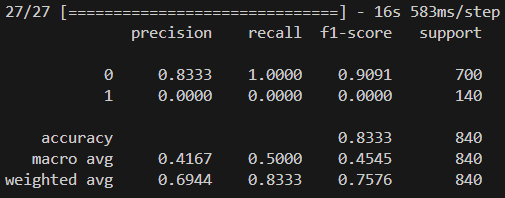 27/27 [==============================] - 16s 583ms/step
              precision    recall  f1-score   support

           0     0.8333    1.0000    0.9091       700
           1     0.0000    0.0000    0.0000       140

    accuracy                         0.8333       840
   macro avg     0.4167    0.5000    0.4545       840
weighted avg     0.6944    0.8333    0.7576       840